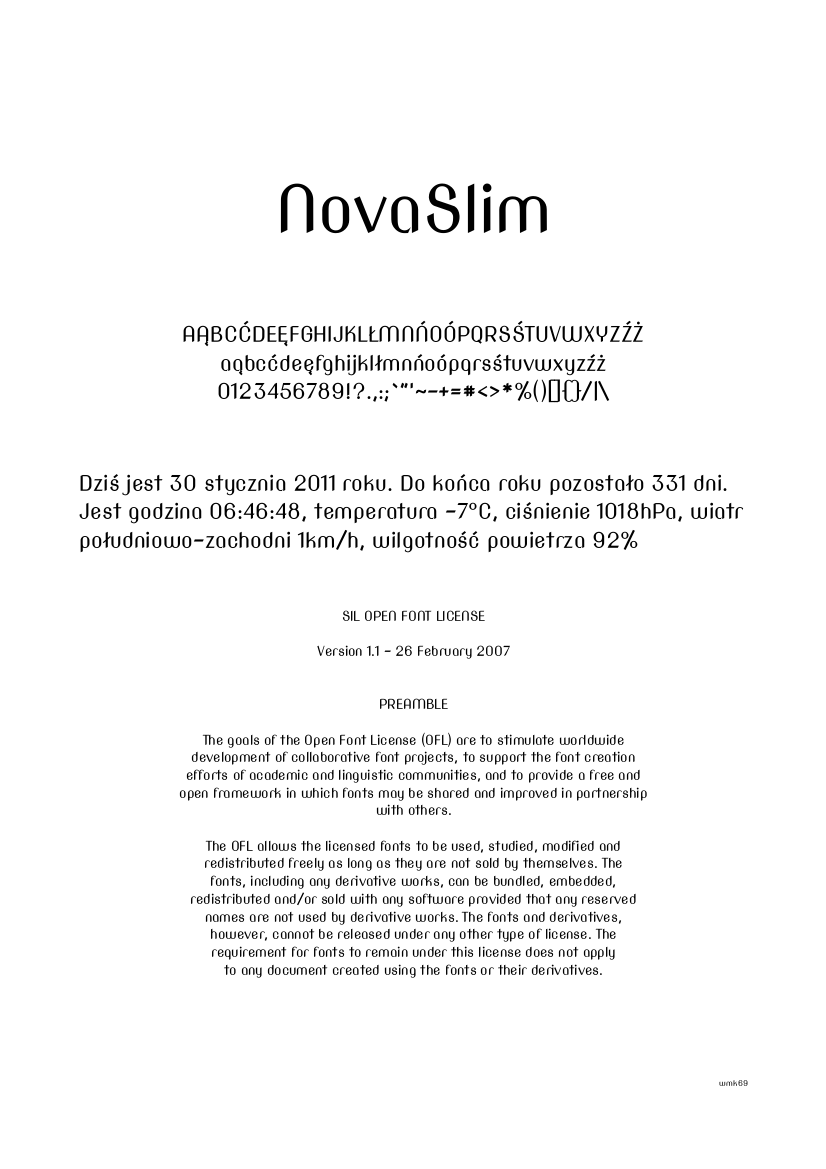 NovaSlim
AĄBCĆDEĘFGHIJKLŁMNŃOÓPQRSŚTUVWXYZŹŻ
aąbcćdeęfghijklłmnńoópqrsśtuvwxyzźż
0123456789!?.,:;`"'~-+=#<>*%()[]{}/|\
Dziś jest 30 stycznia 2011 roku. Do końca roku pozostało 331 dni.
Jest godzina 06:46:48, temperatura -7°C, ciśnienie 1018hPa, wiatr
południowo-zachodni 1km/h, wilgotność powietrza 92%
SIL OPEN FONT LICENSE
Version 1.1 - 26 February 2007
PREAMBLE
The goals of the Open Font License (OFL) are to stimulate worldwide
development of collaborative font projects, to support the font creation
efforts of academic and linguistic communities, and to provide a free and
open framework in which fonts may be shared and improved in partnership
with others.
The OFL allows the licensed fonts to be used, studied, modified and
redistributed freely as long as they are not sold by themselves. The
fonts, including any derivative works, can be bundled, embedded,
redistributed and/or sold with any software provided that any reserved
names are not used by derivative works. The fonts and derivatives,
however, cannot be released under any other type of license. The
requirement for fonts to remain under this license does not apply
to any document created using the fonts or their derivatives.
wmk69